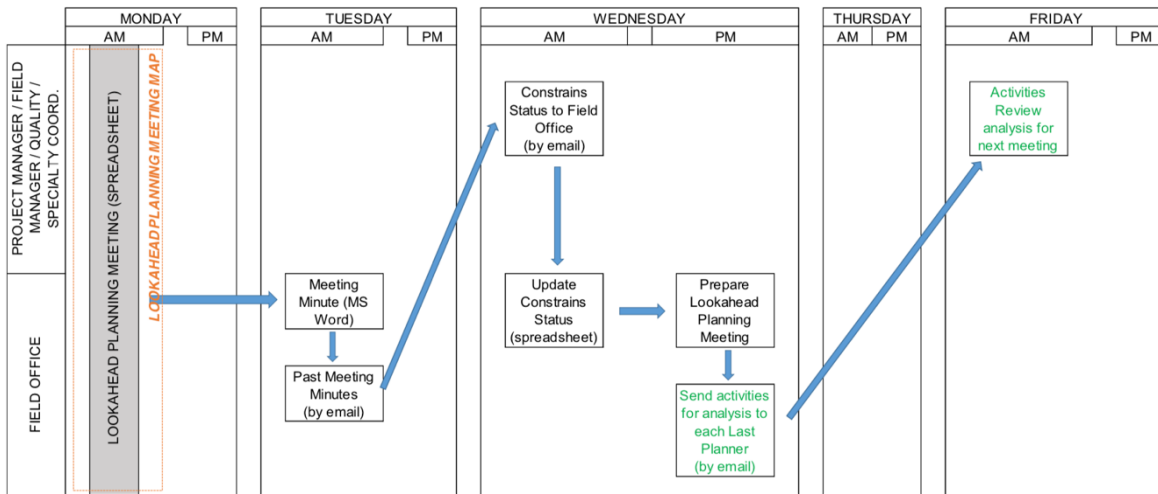 MONDAY
TUESDAY
WEDNESDAY
THURSDAY
FRIDAY
AM
PM
AM
PM
AM
PM
AM
PM
AM
PM
PROJECT MANAGER / FIELD
MANAGER / QUALITY /
SPECIALTY COORD.
FIELD OFFICE
LOOKAHEAD PLANNING MEETING (SPREADSHEET)
LOOKAHEAD PLANNING MEETING MAP
Meeting
Minute (MS
Word)
Past Meeting
Minutes
(by email)
Constrains
Status to Field
Office
(by email)
Update
Constrains
Status
(spreadsheet)
Prepare
Lookahead
Planning
Meeting
Send activities
for analysis to
each Last
Planner
(by email)
Activities
Review
analysis for
next meeting